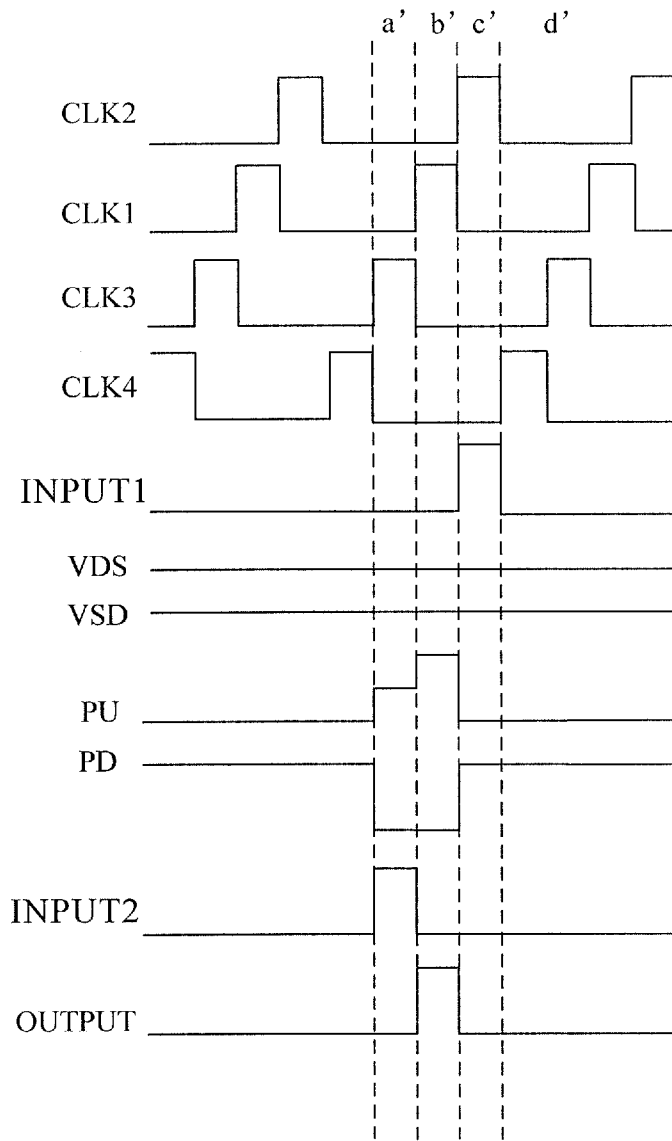 a’ b’ c’ d’
CLK2
CLK1
CLK3
CLK4
INPUT1
VDS
VSD
PU
PD
INPUT2
OUTPUT